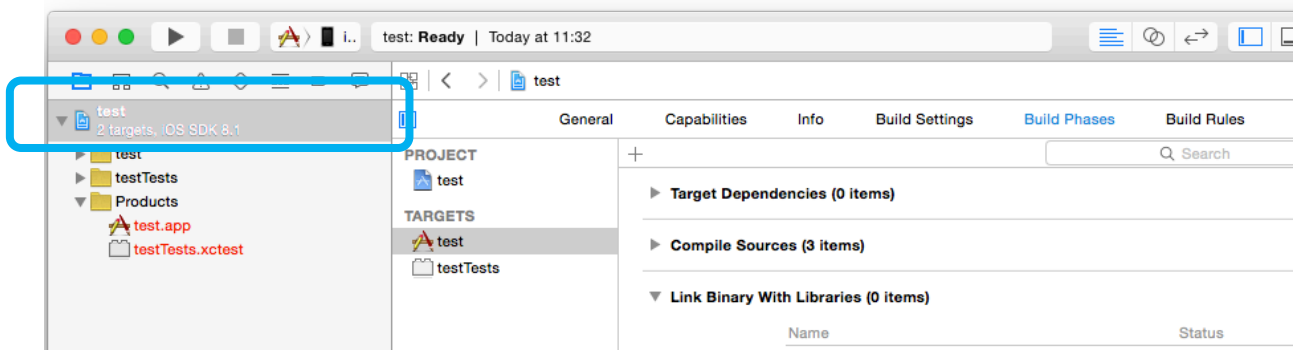 i.. test: Ready | Today at 11:32
test
test
2 targets, iOS SDK 8.1
General Capabilities Info Build Settings Build Phases Build Rules
test
testTests
Products
test.app
testTests.xctest
PROJECT
test
TARGETS
test
testTests
+ Search
Target Dependencies (0 items)
Compile Sources (3 items)
Link Binary With Libraries (0 items)
Name Status